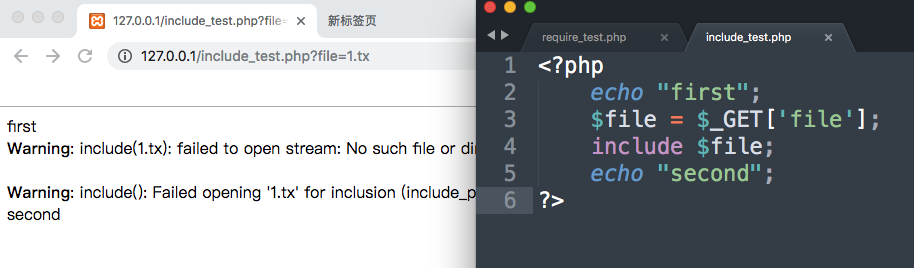 127.0.0.1/include_test.php?file=
新标签页
127.0.0.1/include_test.php?file=1.tx
first
Warning: include(1.tx): failed to open stream: No such file or dir
Warning: include(): Failed opening '1.tx' for inclusion (include_p
second
require_test.php
include_test.php
1 <?php
2 echo "first";
3 $file = $_GET['file'];
4 include $file;
5 echo "second";
6 ?>